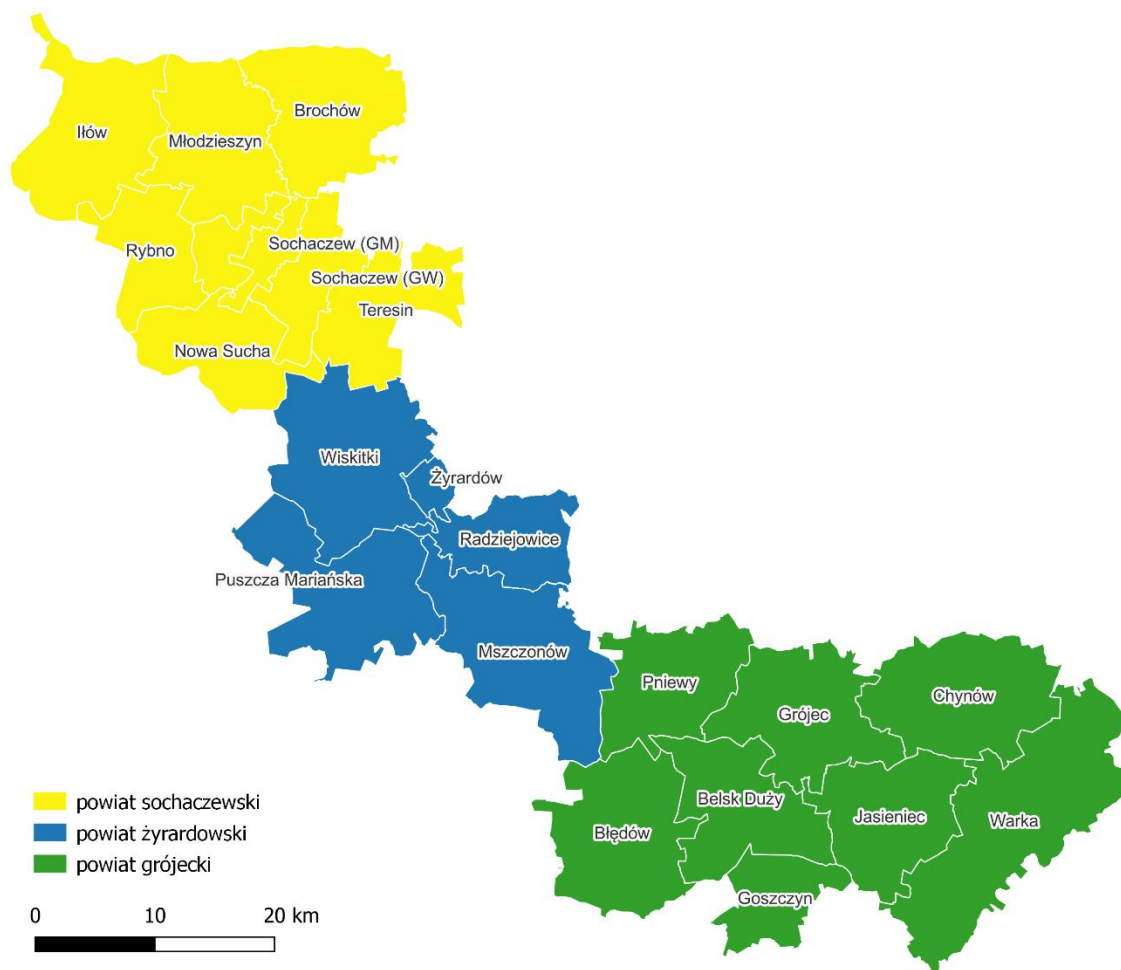 Brochów
Iłów
Młodzieszyn
Rybno
Sochaczew (GM)
Sochaczew (GW)
Teresin
Nowa Sucha
Wiskitki
Żyrardów
Radziejowice
Puszcza Mariańska
Mszczonów
Pniewy
Chynów
Grójec
Belsk Duży
Jasieniec
Warka
Błędów
Goszczyn
powiat sochaczewski
powiat żyrardowski
powiat grójecki
0 10 20 km